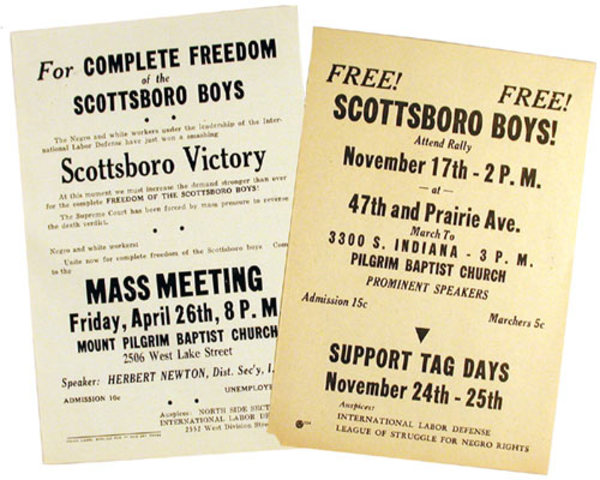 For COMPLETE FREEDOM
of the
SCOTTSBORO BOYS
The Negro and white workers under the leadership of the Inter-
national Labor Defense have just won a smashing
Scottsboro Victory
At this moment we must increase the demand stronger than ever
for the complete FREEDOM OF THE SCOTTSBORO BOYS!
The Supreme Court has been forced by mass pressure to reverse
the death verdict.
Negro and white workers:
Unite now for complete freedom of the Scottsboro boys. Com
to the
MASS MEETING
Friday, April 26th, 8 P. M.
MOUNT PILGRIM BAPTIST CHURCH
2506 West Lake Street
Speaker: HERBERT NEWTON, Dist. Sec'y, I.
ADMISSION 10c UNEMPLOYE
Auspices: NORTH SIDE SECT
INTERNATIONAL LABOR DEF
2552 West Division Stre
FREE!
FREE!
SCOTTSBORO BOYS!
Attend Rally
November 17th - 2 P. M.
at
47th and Prairie Ave.
March To
3300 S. INDIANA - 3 P. M.
PILGRIM BAPTIST CHURCH
PROMINENT SPEAKERS
Admission 15c
Marchers 5c
SUPPORT TAG DAYS
November 24th - 25th
Auspices:
INTERNATIONAL LABOR DEFENSE
LEAGUE OF STRUGGLE FOR NEGRO RIGHTS